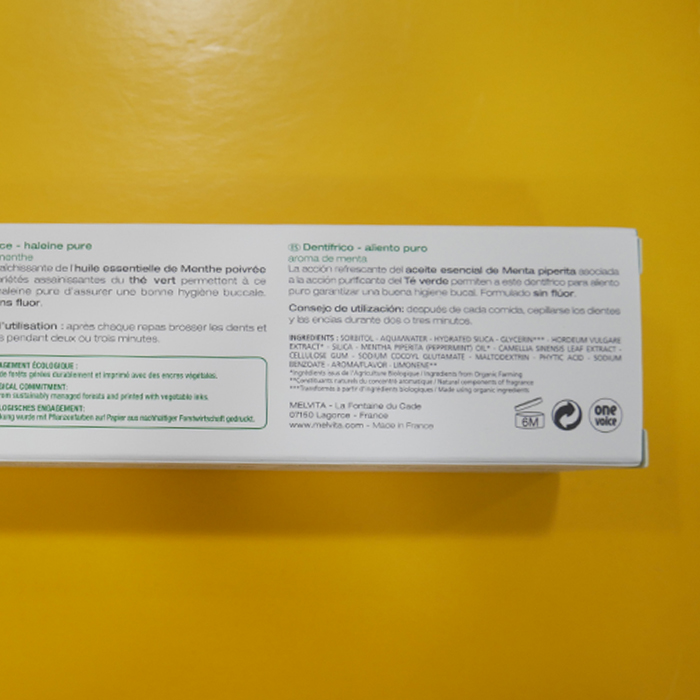 ce - haleine pure
menthe
aîchissante de l'huile essentielle de Menthe poivrée
riétés assainissantes du thé vert permettent à ce
haleine pure d'assurer une bonne hygiène buccale.
ns fluor.
l'utilisation : après chaque repas brosser les dents et
s pendant deux ou trois minutes.
AGEMENT ÉCOLOGIQUE :
de forêts gérées durablement et imprimé avec des encres végétales.
GICAL COMMITMENT:
rom sustainably managed forests and printed with vegetable inks.
LOGISCHES ENGAGEMENT:
kung wurde mit Pflanzenfarben auf Papier aus nachhaltiger Forstwirtschaft gedruckt.
Dentífrico - aliento puro
aroma de menta
La acción refrescante del aceite esencial de Menta piperita asociada
a la acción purificante del Té verde permiten a este dentífrico para aliento
puro garantizar una buena higiene bucal. Formulado sin flúor.
Consejo de utilización: después de cada comida, cepillarse los dientes
y las encías durante dos o tres minutos.
INGREDIENTS : SORBITOL - AQUA/WATER - HYDRATED SILICA - GLYCERIN*** - HORDEUM VULGARE
EXTRACT* - SILICA - MENTHA PIPERITA (PEPPERMINT) OIL* - CAMELLIA SINENSIS LEAF EXTRACT -
CELLULOSE GUM - SODIUM COCOYL GLUTAMATE - MALTODEXTRIN - PHYTIC ACID - SODIUM
BENZOATE - AROMA/FLAVOR - LIMONENE**
*Ingrédients issus de l'Agriculture Biologique / Ingredients from Organic Farming
**Constituants naturels du concentré aromatique / Natural components of fragrance
***Transformés à partir d'ingrédients biologiques / Made using organic ingredients
MELVITA - La Fontaine du Cade
07150 Lagorce - France
www.melvita.com - Made in France
6M
one
voice